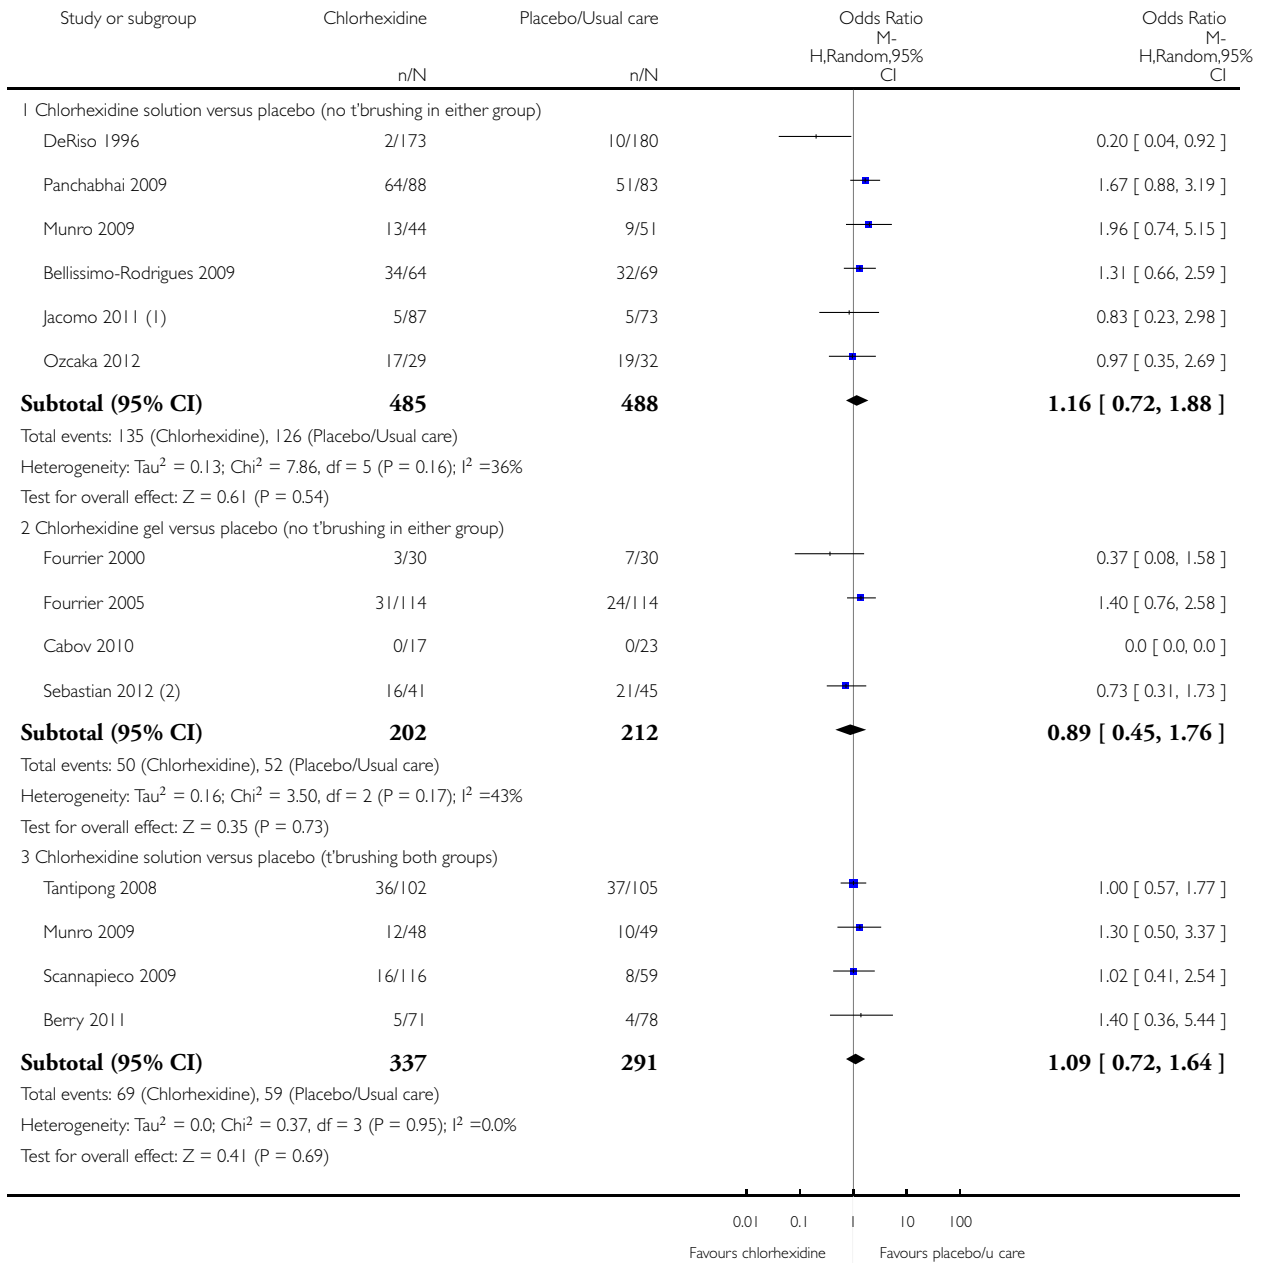 Study or subgroup Chlorhexidine Placebo/Usual care Odds Ratio Odds Ratio
M- M-
H,Random,95% H,Random,95%
n/N n/N CI CI
1 Chlorhexidine solution versus placebo (no t'brushing in either group)
DeRiso 1996 2/173 10/180 0.20 [ 0.04, 0.92 ]
Panchabhai 2009 64/88 51/83 1.67 [ 0.88, 3.19 ]
Munro 2009 13/44 9/51 1.96 [ 0.74, 5.15 ]
Bellissimo-Rodrigues 2009 34/64 32/69 1.31 [ 0.66, 2.59 ]
Jacomo 2011 (1) 5/87 5/73 0.83 [ 0.23, 2.98 ]
Ozcaka 2012 17/29 19/32 0.97 [ 0.35, 2.69 ]
Subtotal (95% CI) 485 488 1.16 [ 0.72, 1.88 ]
Total events: 135 (Chlorhexidine), 126 (Placebo/Usual care)
Heterogeneity: Tau² = 0.13; Chi² = 7.86, df = 5 (P = 0.16); I² =36%
Test for overall effect: Z = 0.61 (P = 0.54)
2 Chlorhexidine gel versus placebo (no t'brushing in either group)
Fourrier 2000 3/30 7/30 0.37 [ 0.08, 1.58 ]
Fourrier 2005 31/114 24/114 1.40 [ 0.76, 2.58 ]
Cabov 2010 0/17 0/23 0.0 [ 0.0, 0.0 ]
Sebastian 2012 (2) 16/41 21/45 0.73 [ 0.31, 1.73 ]
Subtotal (95% CI) 202 212 0.89 [ 0.45, 1.76 ]
Total events: 50 (Chlorhexidine), 52 (Placebo/Usual care)
Heterogeneity: Tau² = 0.16; Chi² = 3.50, df = 2 (P = 0.17); I² =43%
Test for overall effect: Z = 0.35 (P = 0.73)
3 Chlorhexidine solution versus placebo (t'brushing both groups)
Tantipong 2008 36/102 37/105 1.00 [ 0.57, 1.77 ]
Munro 2009 12/48 10/49 1.30 [ 0.50, 3.37 ]
Scannapieco 2009 16/116 8/59 1.02 [ 0.41, 2.54 ]
Berry 2011 5/71 4/78 1.40 [ 0.36, 5.44 ]
Subtotal (95% CI) 337 291 1.09 [ 0.72, 1.64 ]
Total events: 69 (Chlorhexidine), 59 (Placebo/Usual care)
Heterogeneity: Tau² = 0.0; Chi² = 0.37, df = 3 (P = 0.95); I² =0.0%
Test for overall effect: Z = 0.41 (P = 0.69)
0.01 0.1 1 10 100
Favours chlorhexidine Favours placebo/u care